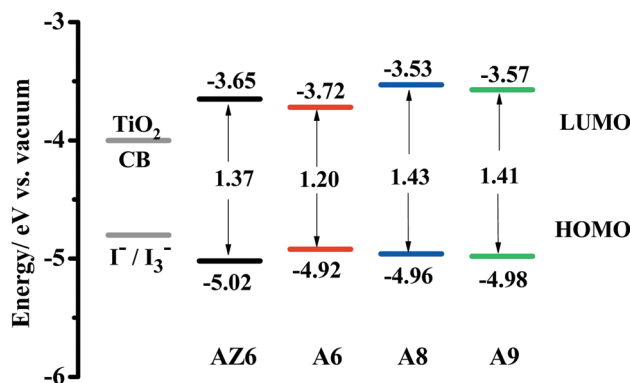 Energy/ eV vs. vacuum
-3
-4
-5
-6
TiO₂
CB
I⁻ / I₃⁻
-3.65
-3.72
-3.53
-3.57
LUMO
1.37
1.20
1.43
1.41
HOMO
-5.02
-4.92
-4.96
-4.98
AZ6
A6
A8
A9